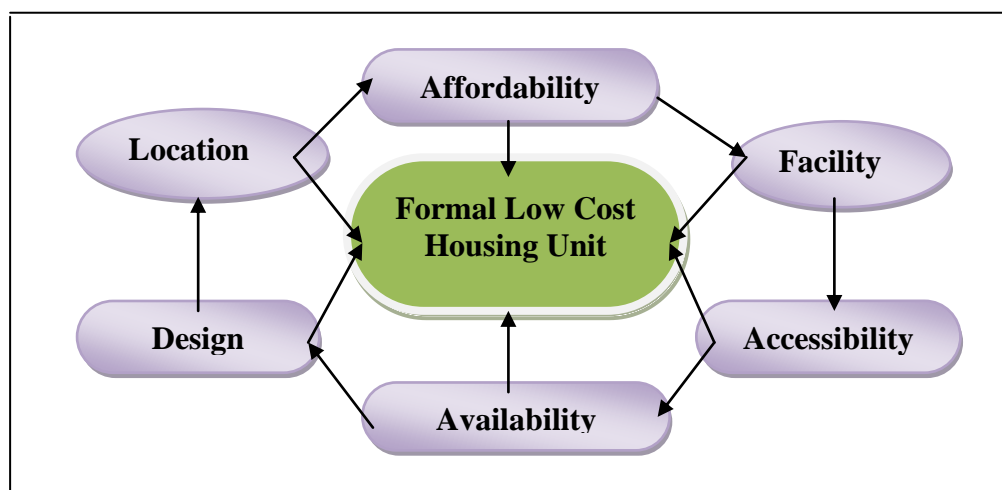 Affordability
Location
Facility
Formal Low Cost
Housing Unit
Design
Accessibility
Availability